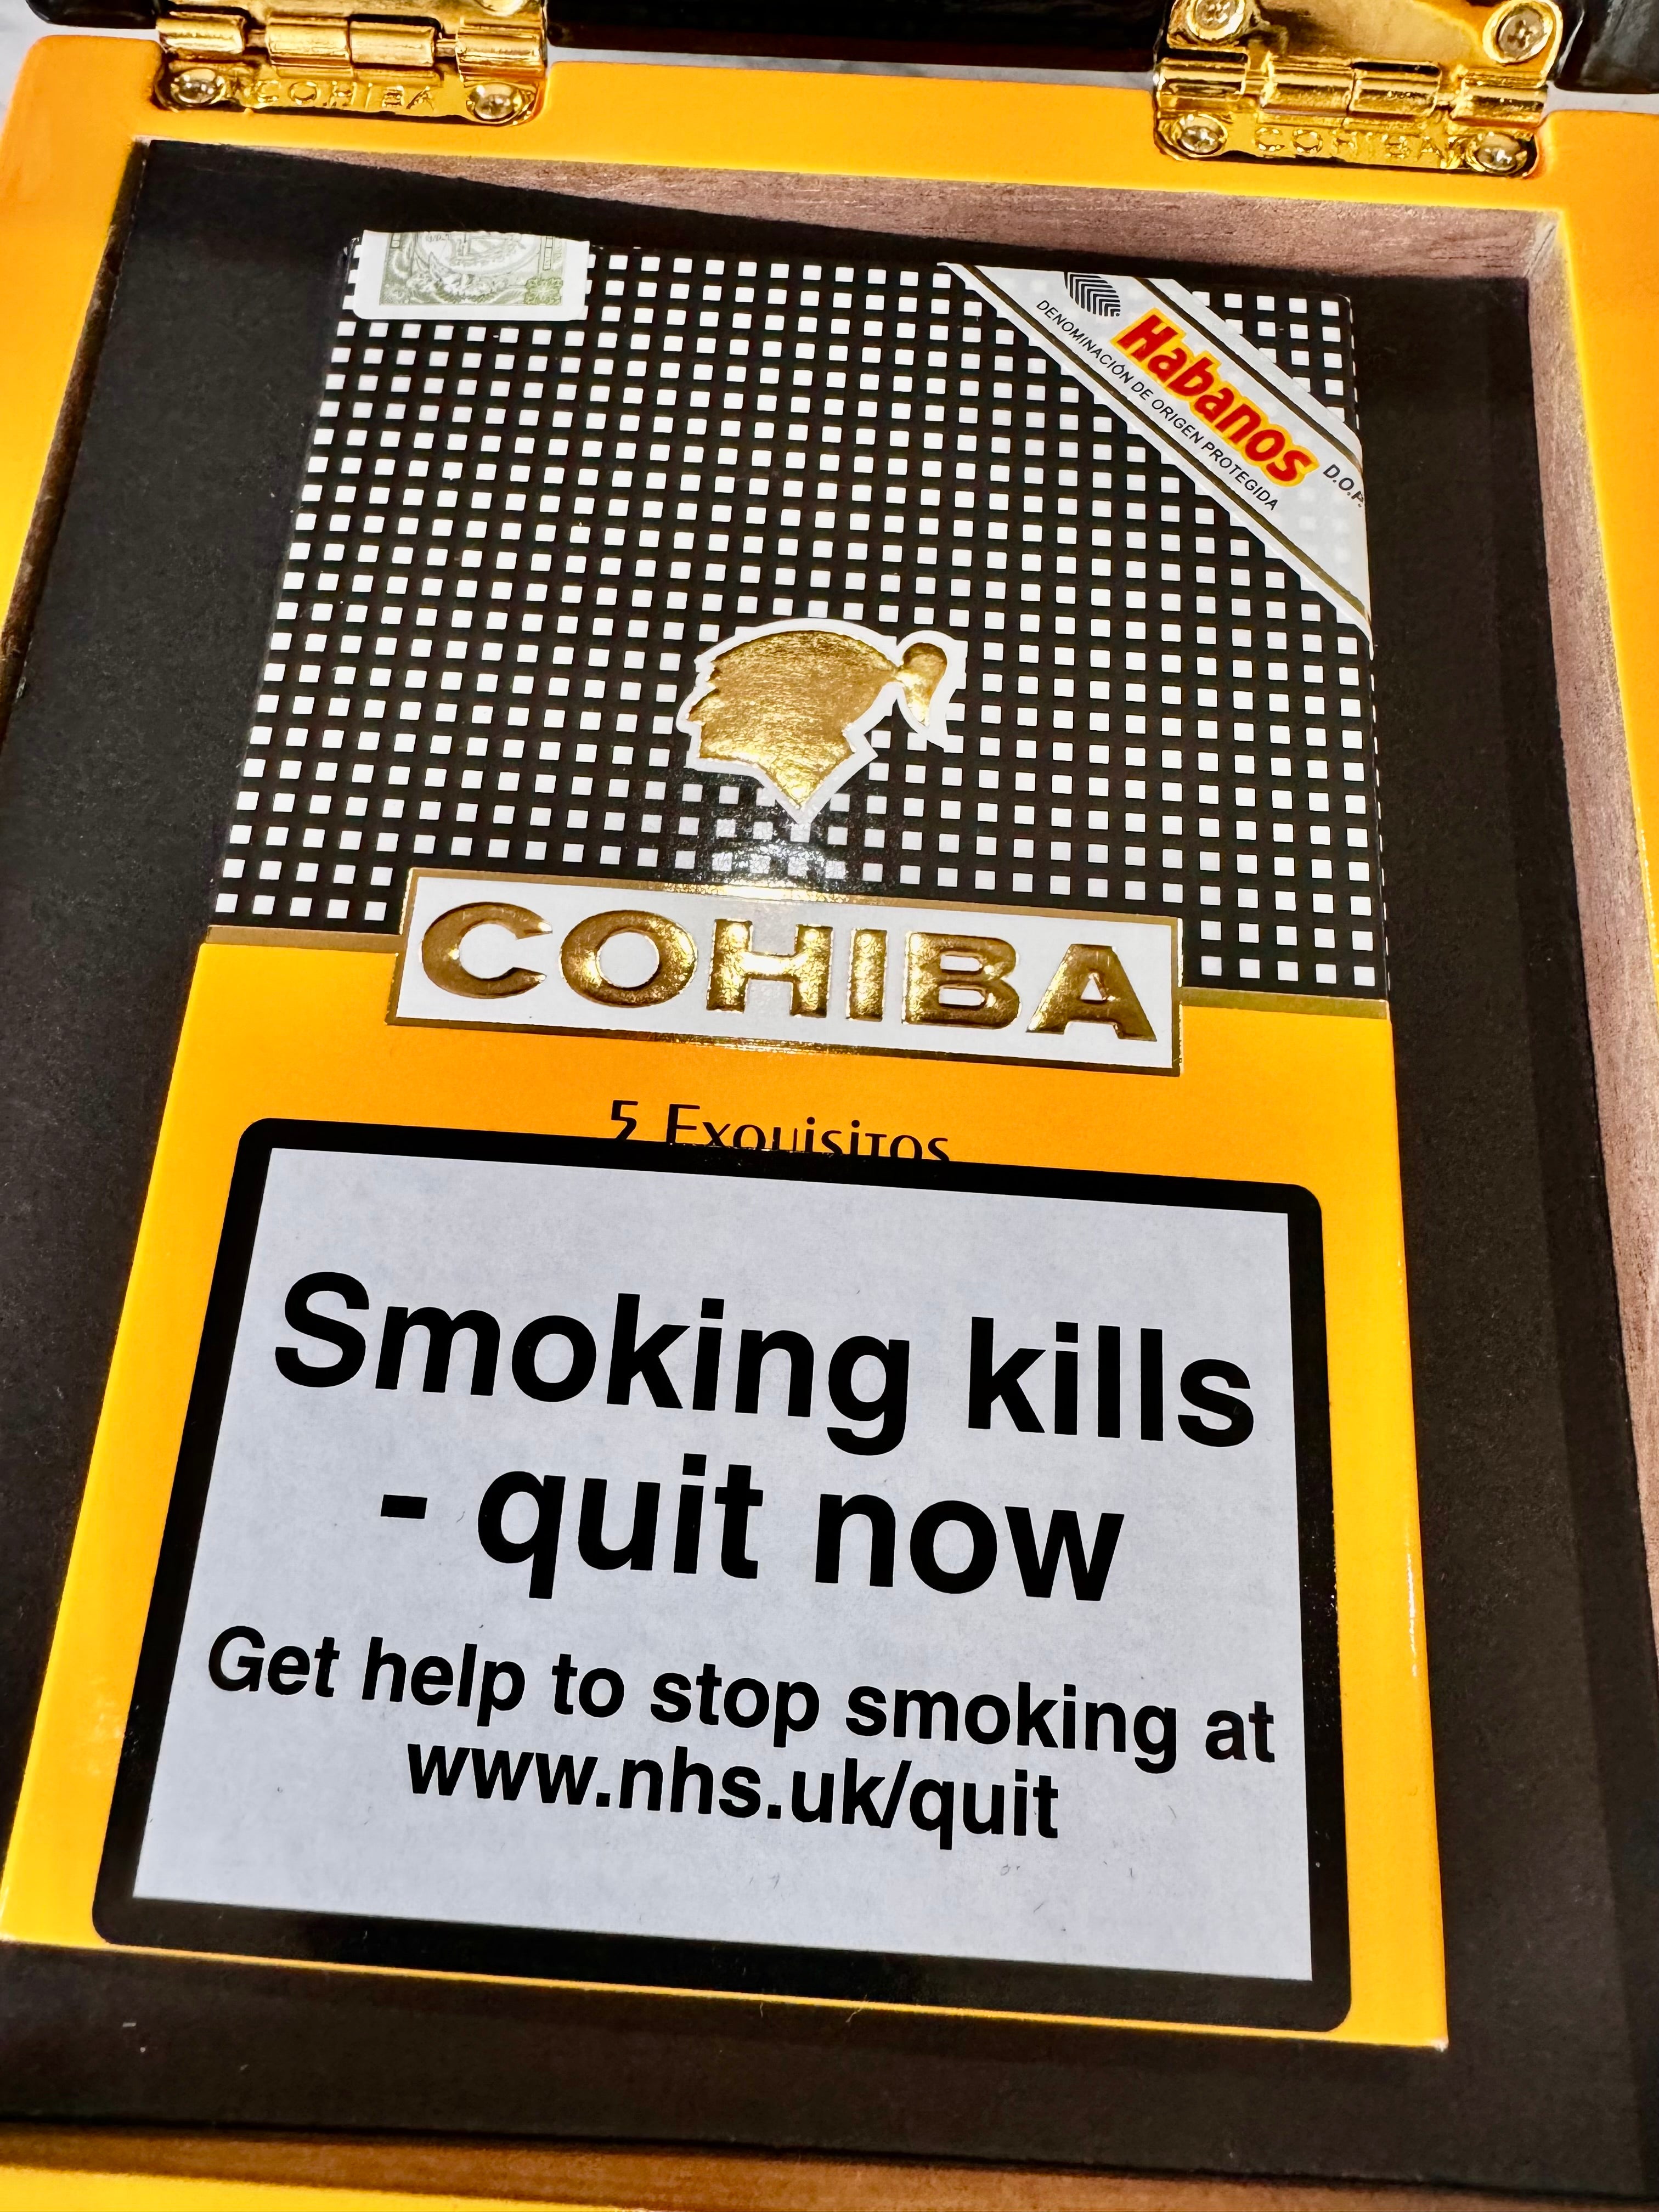 COHIBA
COHIBA
Habanos
D.O.P.
DENOMINACIÓN DE ORIGEN PROTEGIDA
COHIBA
5 Exquisitos
Smoking kills
- quit now
Get help to stop smoking at
www.nhs.uk/quit